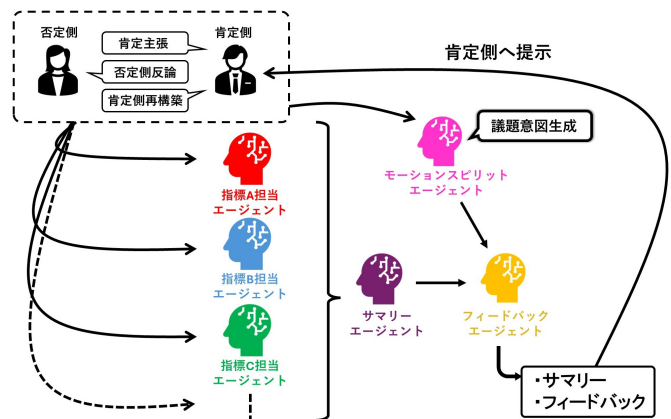 否定側
肯定側
肯定主張
否定側反論
肯定側再構築
肯定側へ提示
議題意図生成
モーションスピリット
エージェント
指標A担当
エージェント
指標B担当
エージェント
サマリー
エージェント
フィードバック
エージェント
指標C担当
エージェント
・サマリー
・フィードバック